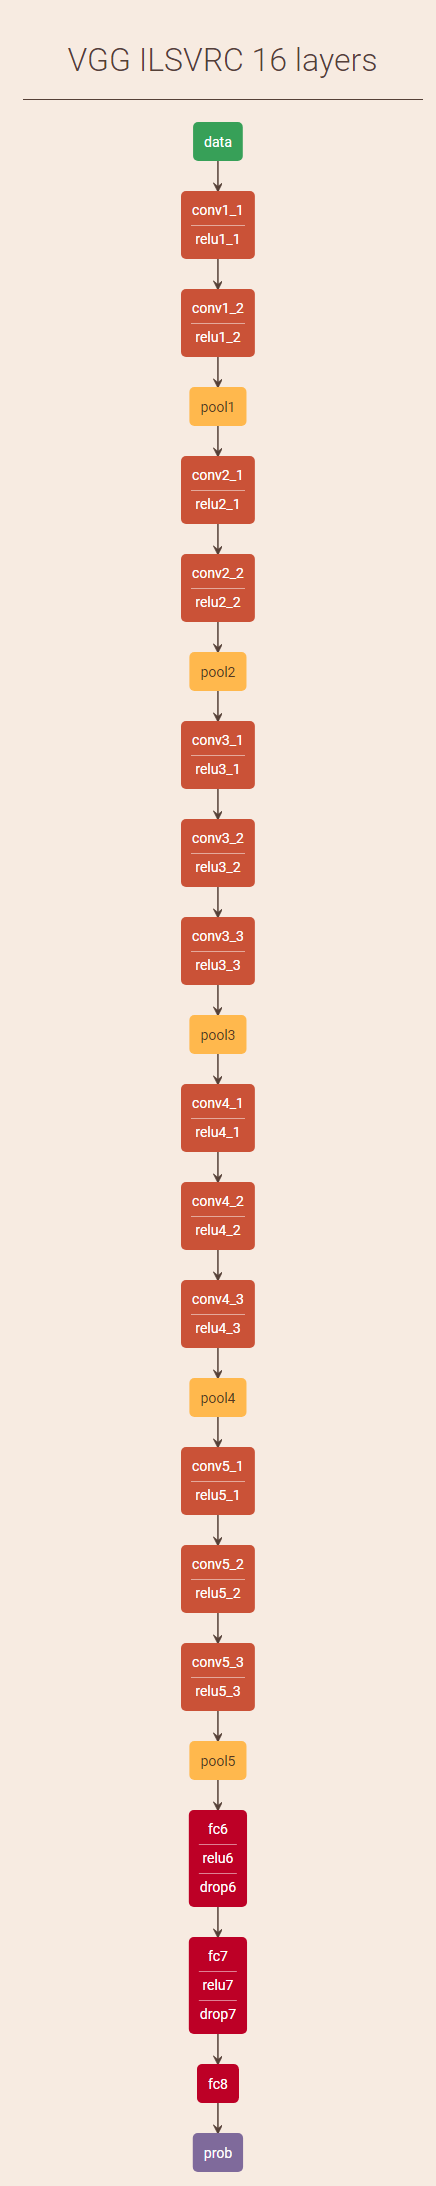 VGG ILSVRC 16 layers
data
conv1_1
relu1_1
conv1_2
relu1_2
pool1
conv2_1
relu2_1
conv2_2
relu2_2
pool2
conv3_1
relu3_1
conv3_2
relu3_2
conv3_3
relu3_3
pool3
conv4_1
relu4_1
conv4_2
relu4_2
conv4_3
relu4_3
pool4
conv5_1
relu5_1
conv5_2
relu5_2
conv5_3
relu5_3
pool5
fc6
relu6
drop6
fc7
relu7
drop7
fc8
prob